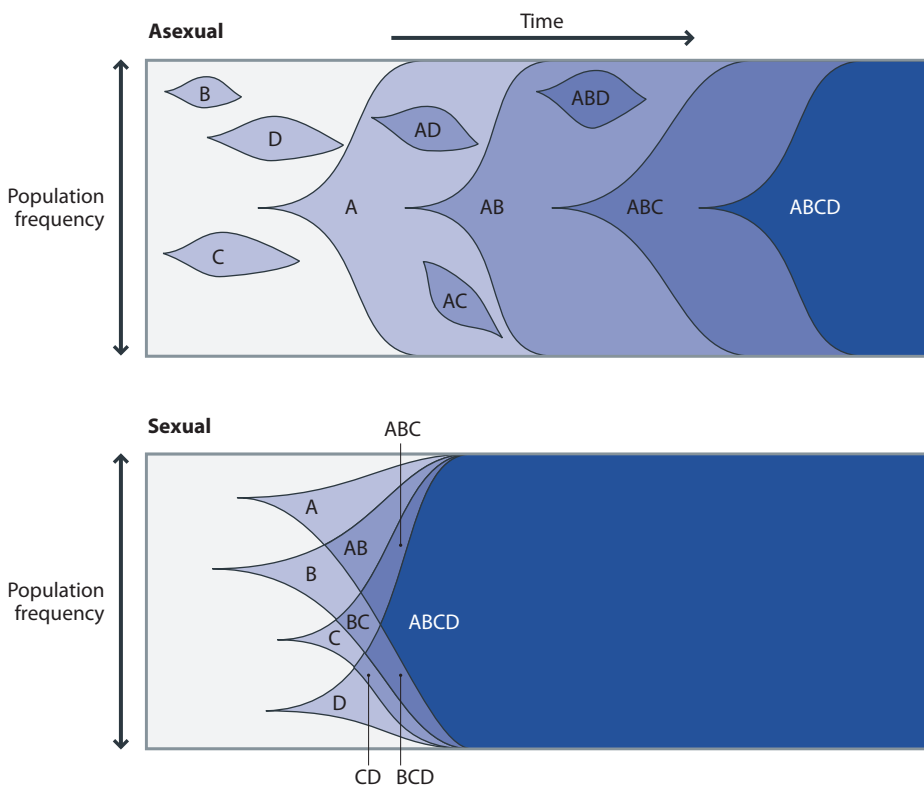 Asexual
Time
Population
frequency
B
D
C
A
AD
AC
AB
ABD
ABC
ABCD
Sexual
ABC
Population
frequency
A
AB
B
BC
C
D
ABCD
CD
BCD